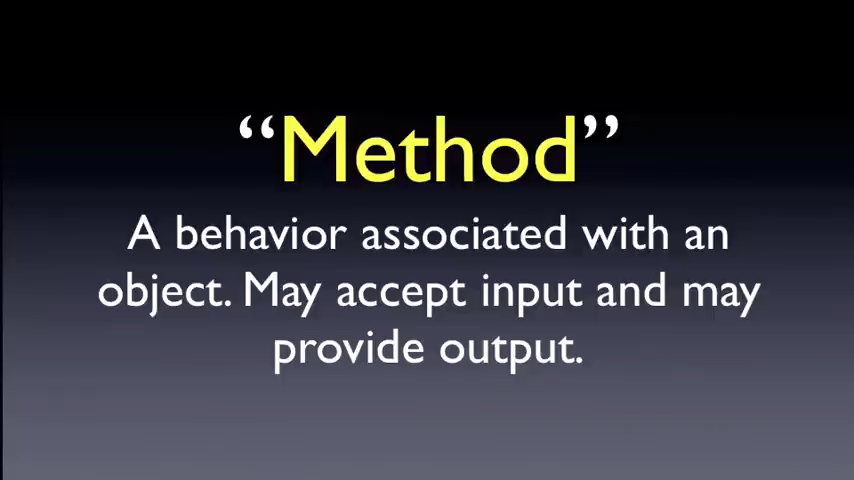 “Method”
A behavior associated with an
object. May accept input and may
provide output.